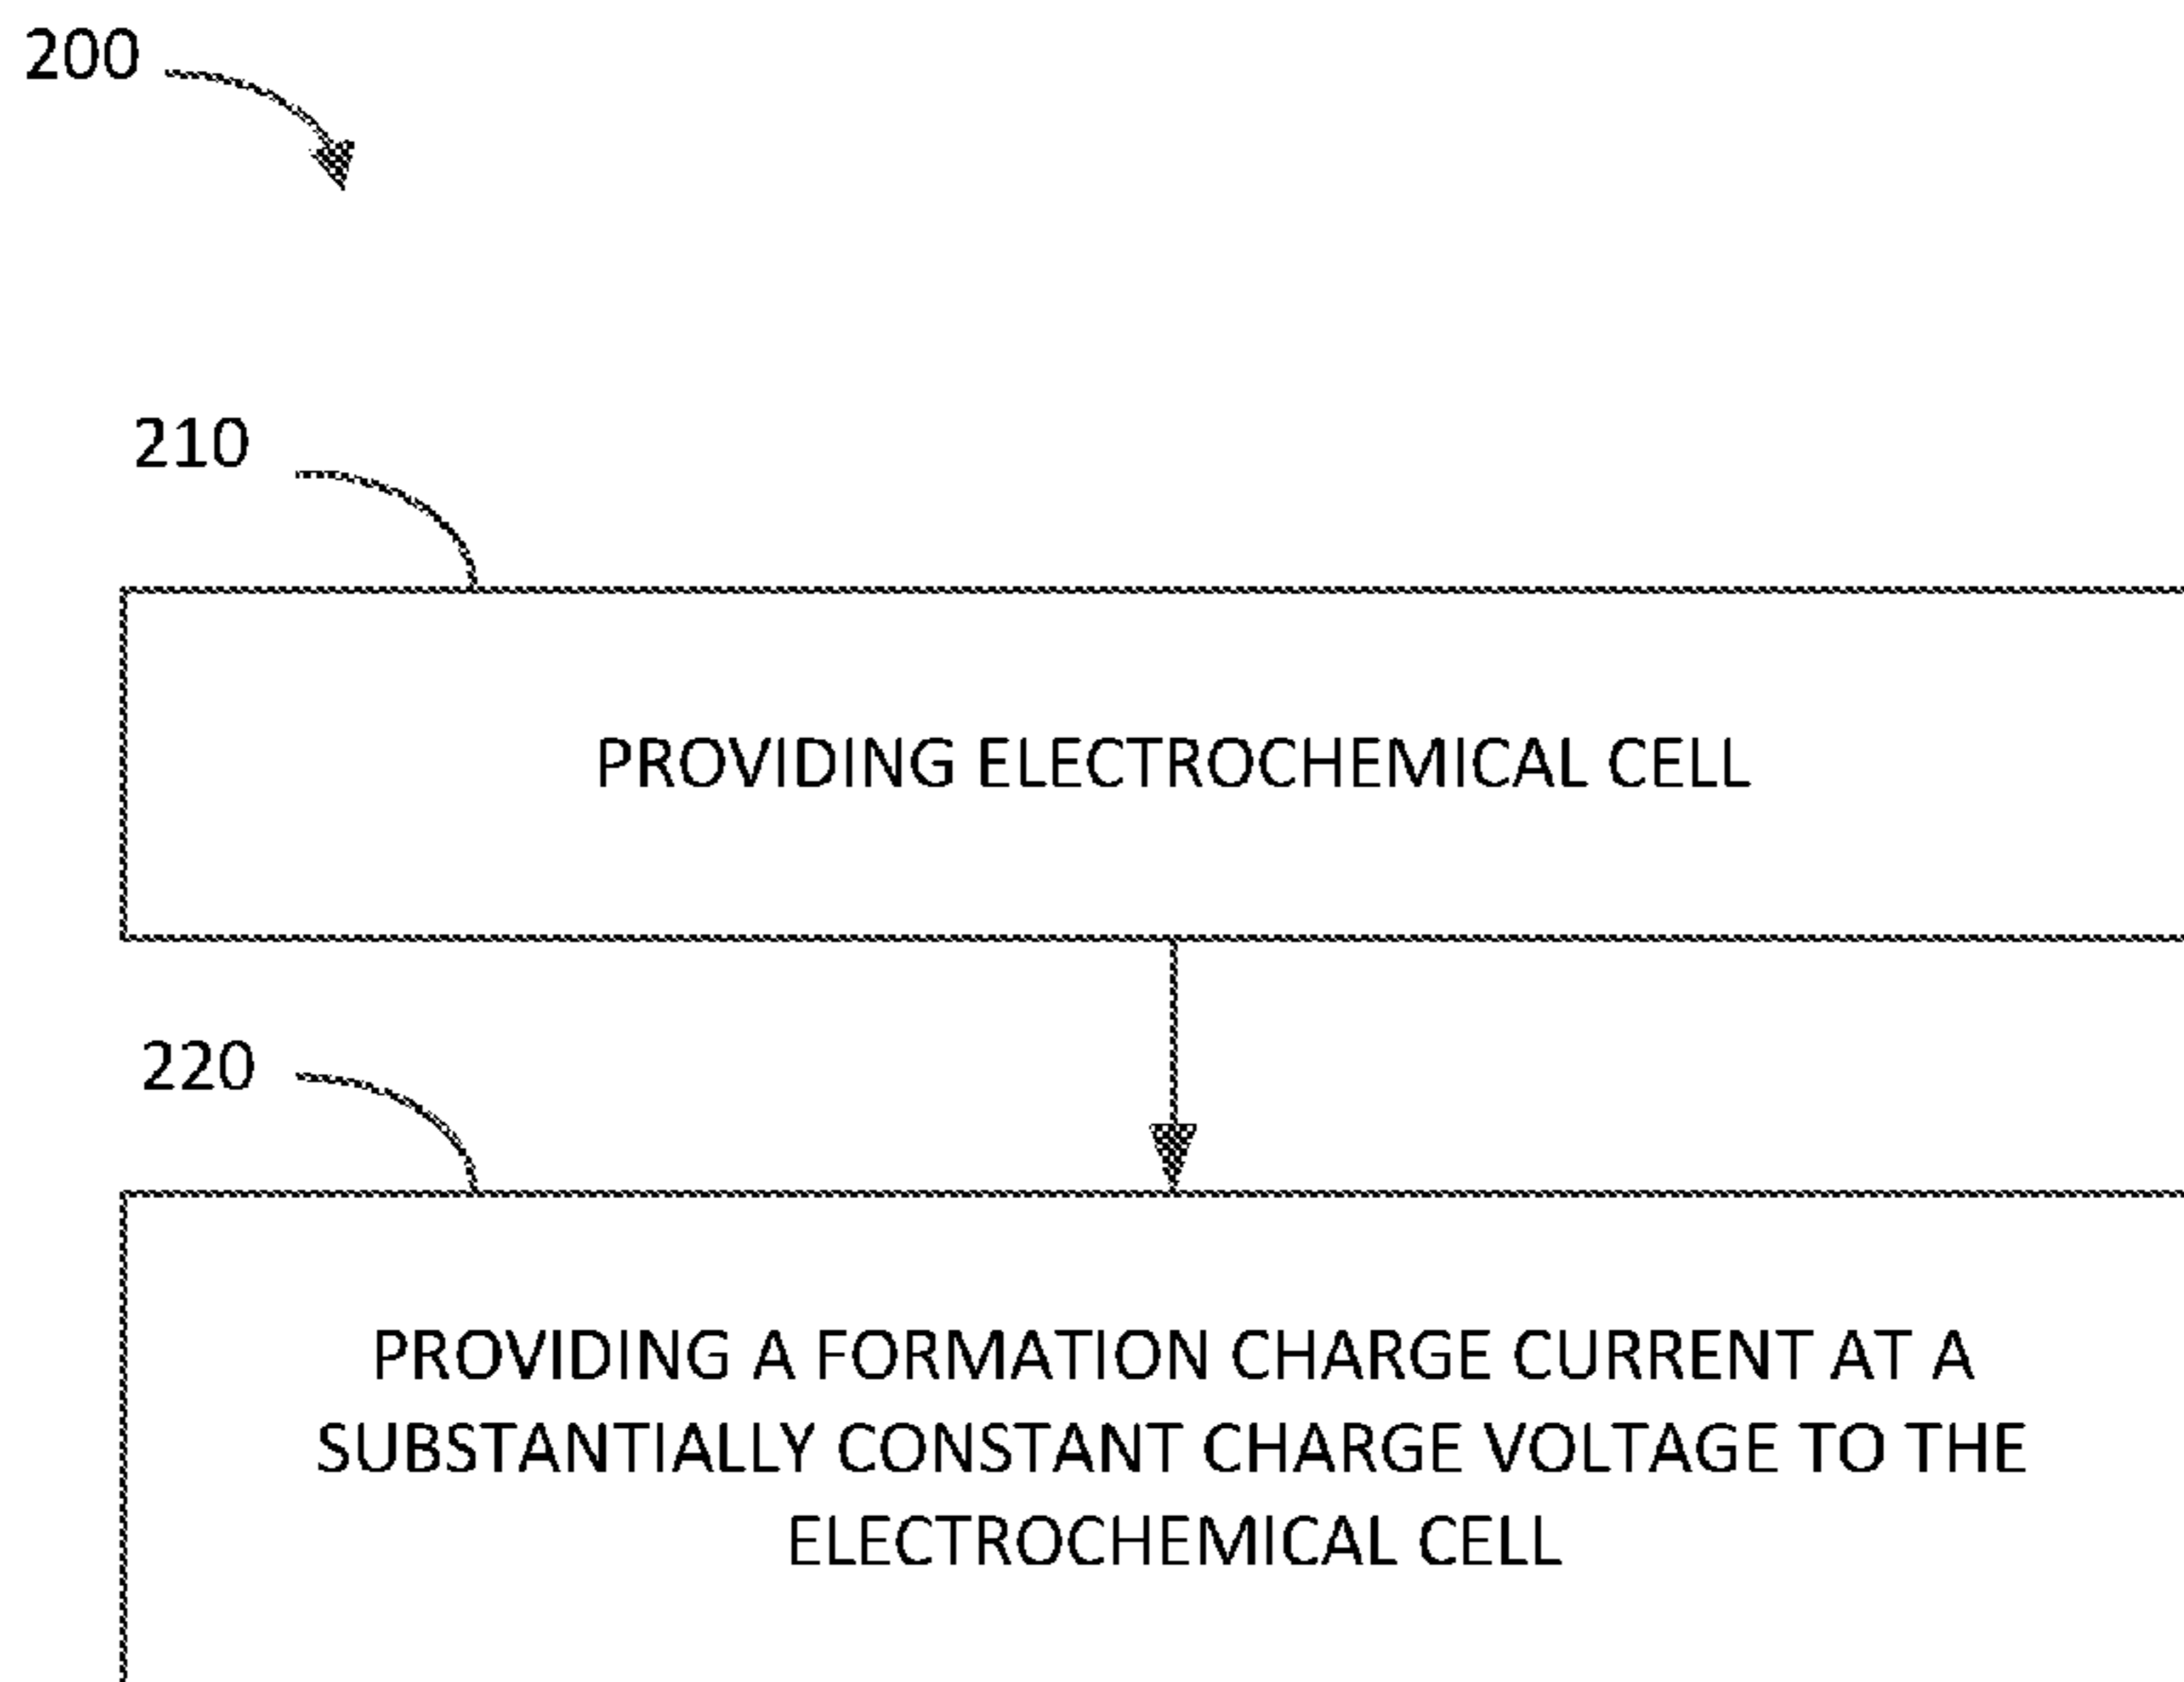 200
210
PROVIDING ELECTROCHEMICAL CELL
220
PROVIDING A FORMATION CHARGE CURRENT AT A
SUBSTANTIALLY CONSTANT CHARGE VOLTAGE TO THE
ELECTROCHEMICAL CELL